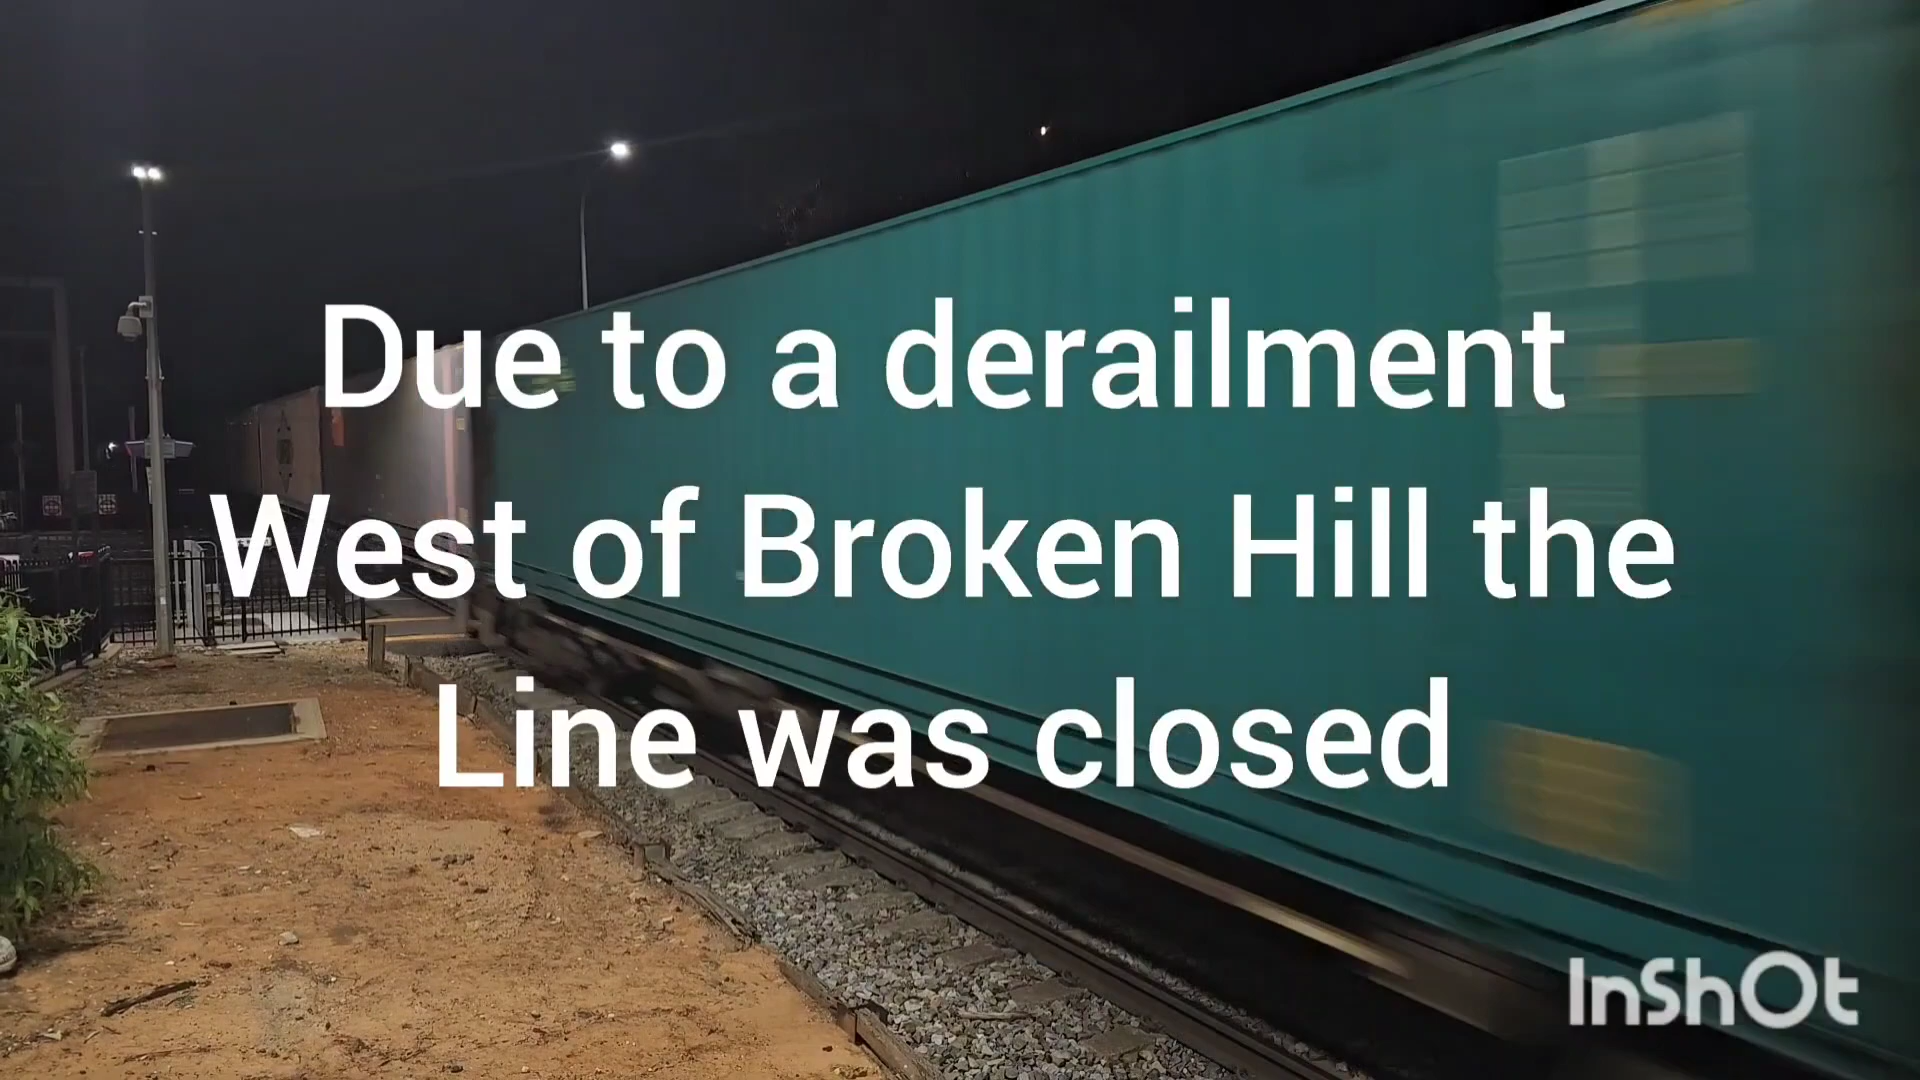 Due to a derailment
West of Broken Hill the
Line was closed
InShOt